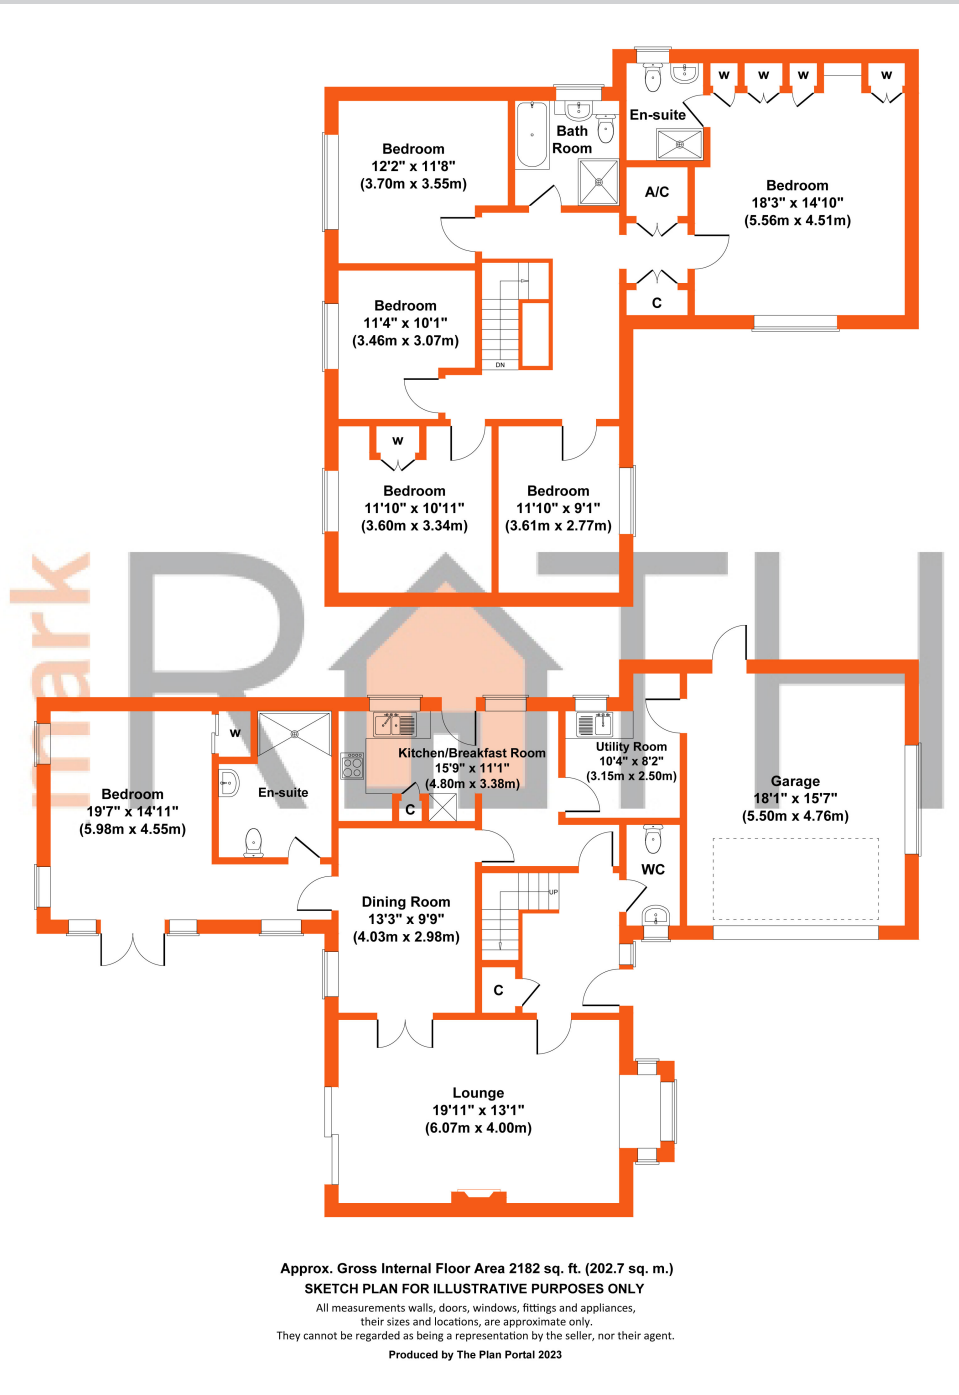 En-suite
w
w
w
w
Bath
Room
Bedroom
12'2" x 11'8"
(3.70m x 3.55m)
A/C
Bedroom
18'3" x 14'10"
(5.56m x 4.51m)
C
Bedroom
11'4" x 10'1"
(3.46m x 3.07m)
DN
w
Bedroom
11'10" x 10'11"
(3.60m x 3.34m)
Bedroom
11'10" x 9'1"
(3.61m x 2.77m)
mark
RATH
w
Kitchen/Breakfast Room
15'9" x 11'1"
(4.80m x 3.38m)
C
Utility Room
10'4" x 8'2"
(3.15m x 2.50m)
Garage
18'1" x 15'7"
(5.50m x 4.76m)
Bedroom
19'7" x 14'11"
(5.98m x 4.55m)
En-suite
WC
UP
Dining Room
13'3" x 9'9"
(4.03m x 2.98m)
C
Lounge
19'11" x 13'1"
(6.07m x 4.00m)
Approx. Gross Internal Floor Area 2182 sq. ft. (202.7 sq. m.)
SKETCH PLAN FOR ILLUSTRATIVE PURPOSES ONLY
All measurements walls, doors, windows, fittings and appliances,
their sizes and locations, are approximate only.
They cannot be regarded as being a representation by the seller, nor their agent.
Produced by The Plan Portal 2023